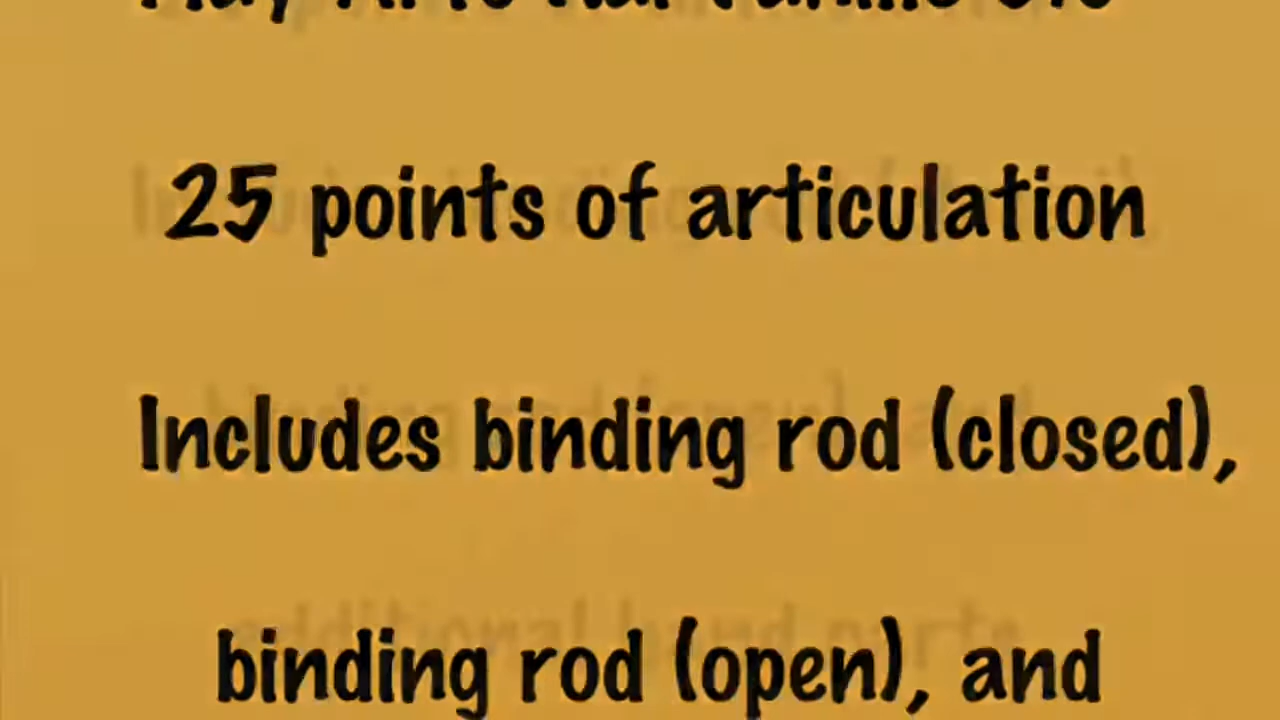 25 points of articulation
Includes binding rod (closed),
binding rod (open), and